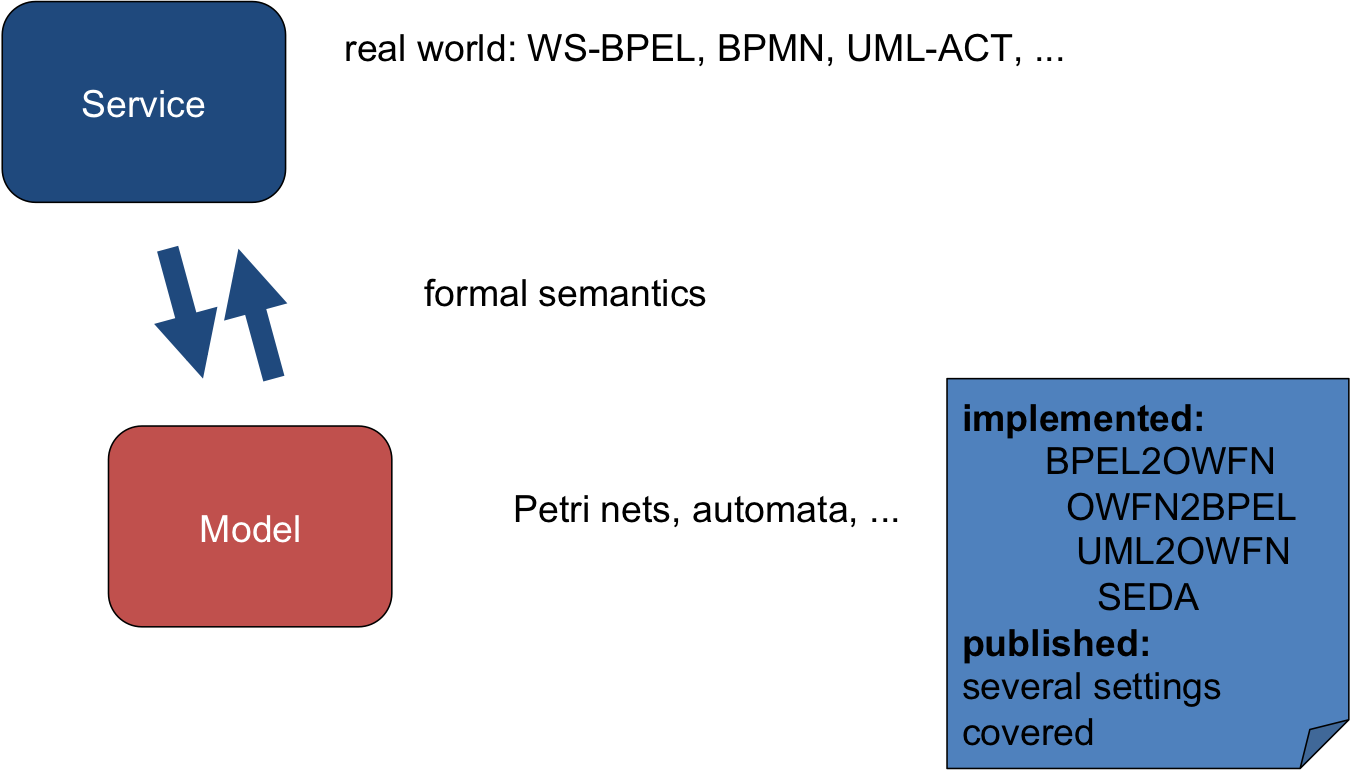 real world: WS-BPEL, BPMN, UML-ACT, ...
Service
formal semantics
Petri nets, automata, ...
Model
implemented:
BPEL2OWFN
OWFN2BPEL
UML2OWFN
SEDA
published:
several settings
covered